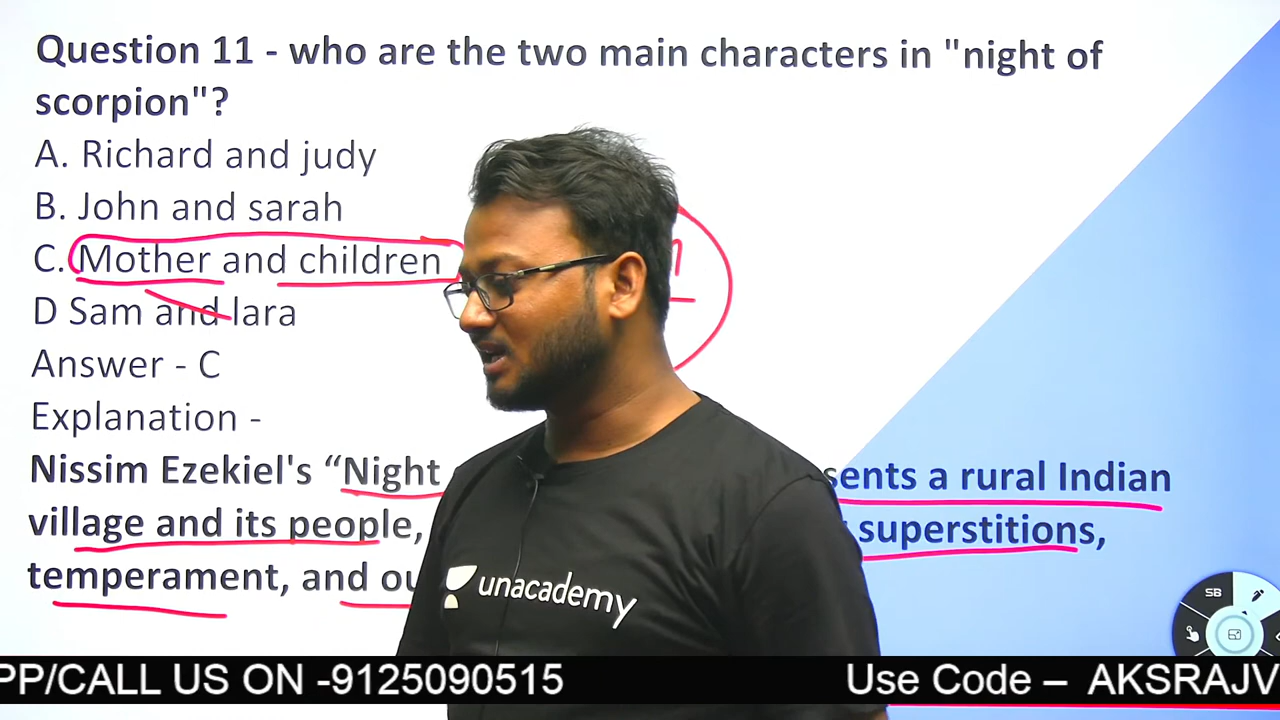 Question 11 - who are the two main characters in "night of
scorpion"?
A. Richard and judy
B. John and sarah
C. Mother and children
D Sam and lara
Answer - C
Explanation -
Nissim Ezekiel's “Night sents a rural Indian
village and its people, superstitions,
temperament, and ou
unacademy
SB
PP/CALL US ON -9125090515 Use Code – AKSRAJV